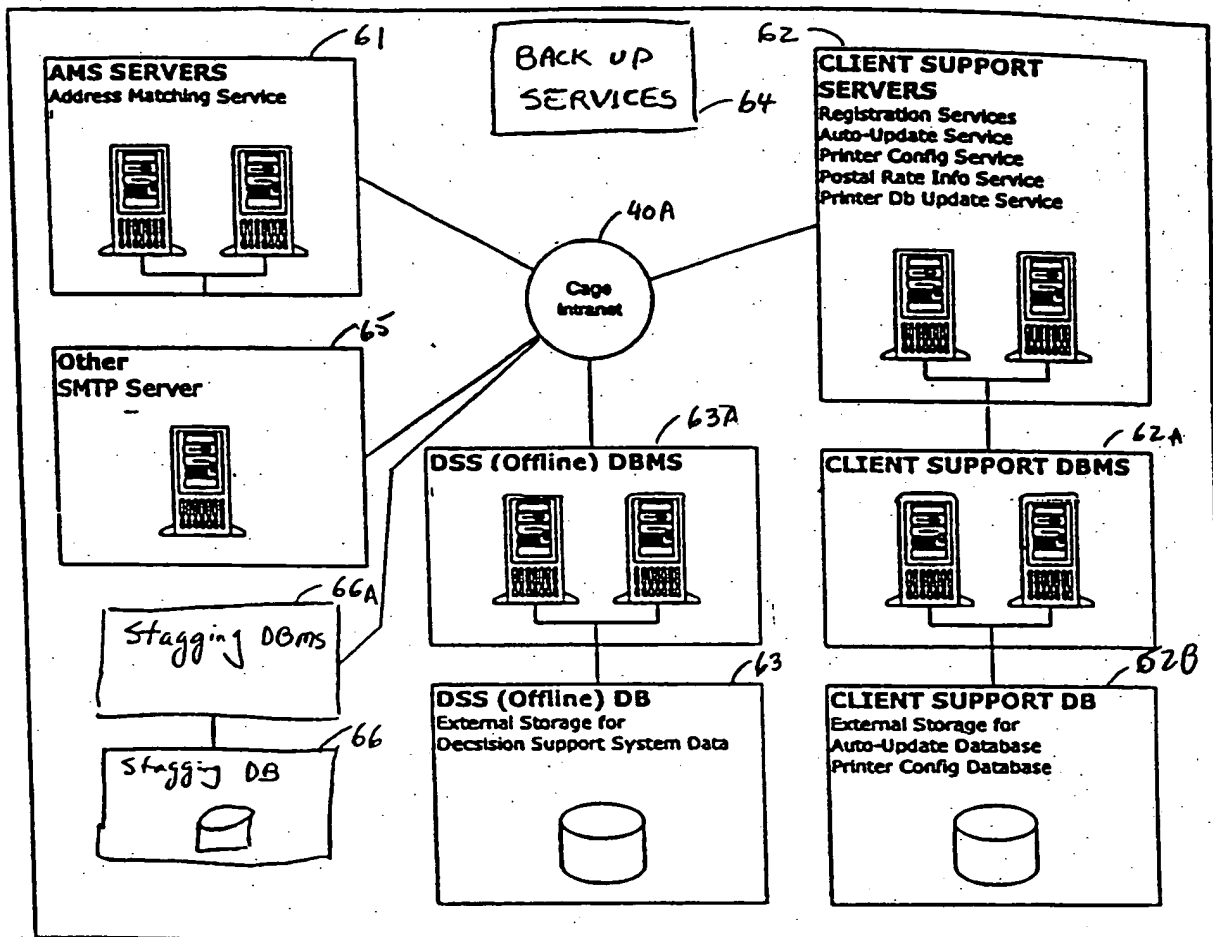 61
AMS SERVERS
Address Matching Service
BACK UP
SERVICES
64
62
CLIENT SUPPORT
SERVERS
Registration Services
Auto-Update Service
Printer Config Service
Postal Rate Info Service
Printer Db Update Service
40A
Cage
Intranet
65
Other
SMTP Server
63A
DSS (Offline) DBMS
62A
CLIENT SUPPORT DBMS
66A
Stagging DBMS
63
DSS (Offline) DB
External Storage for
Decsision Support System Data
62B
CLIENT SUPPORT DB
External Storage for
Auto-Update Database
Printer Config Database
66
Stagging DB